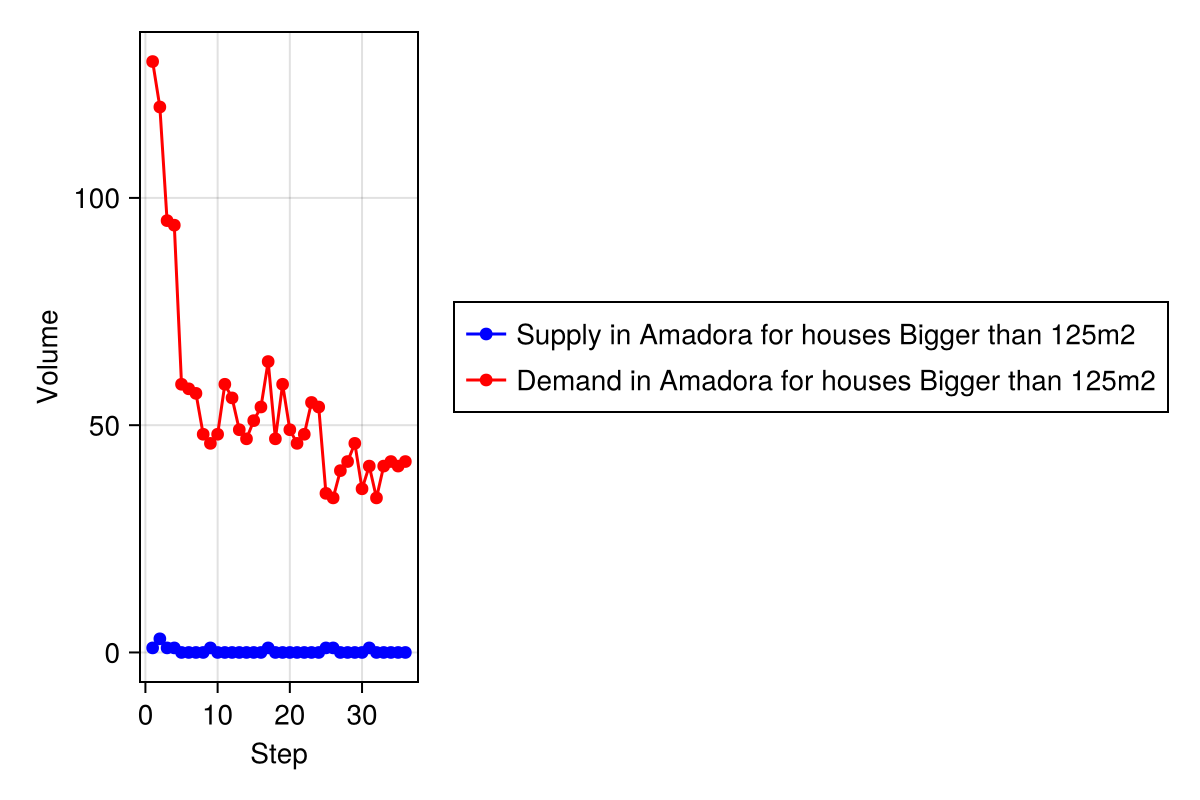 Volume
100
50
0
0 10 20 30
Step
Supply in Amadora for houses Bigger than 125m2
Demand in Amadora for houses Bigger than 125m2